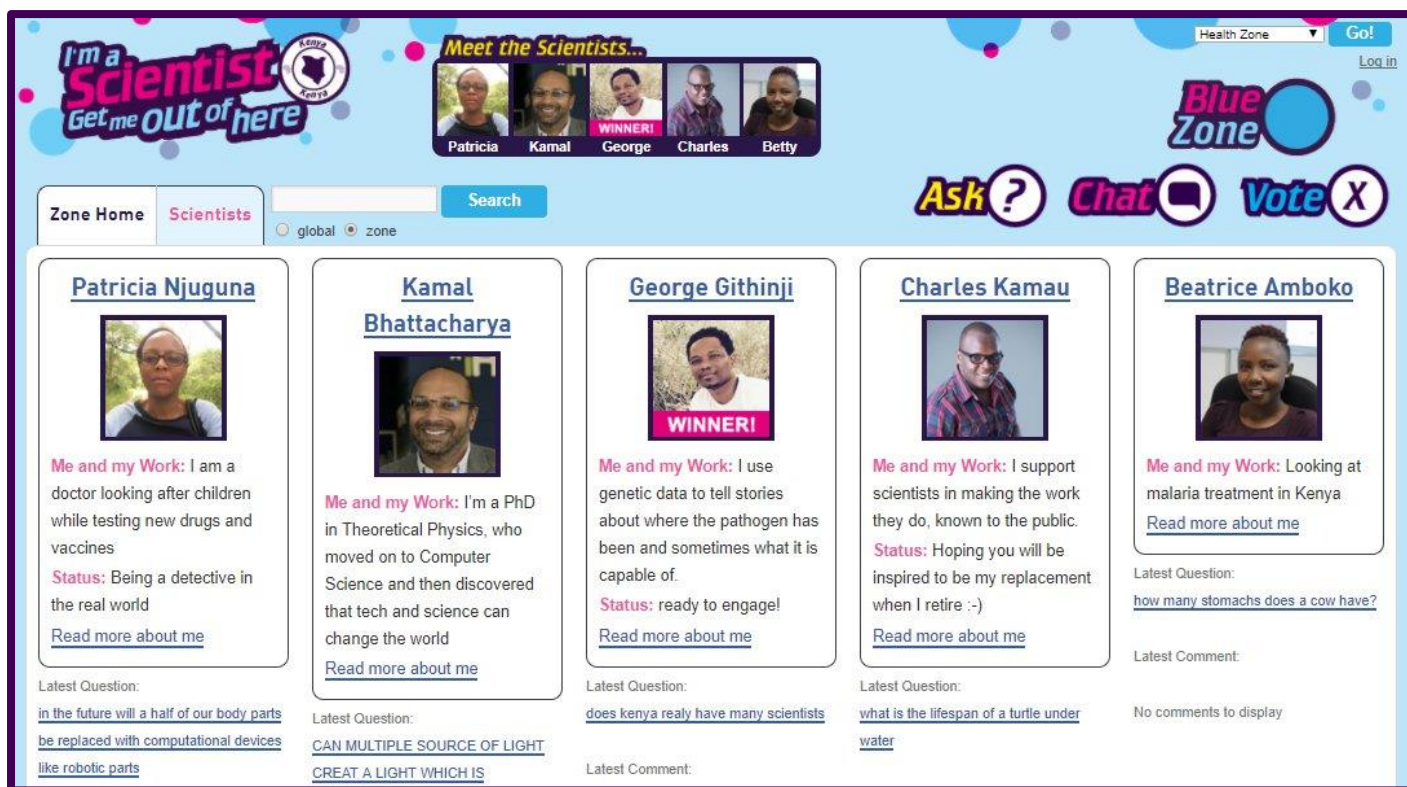 I'm a
Scientist
Get me OUT of here
Kenya
Kenya
Meet the Scientists...
WINNER!
Patricia Kamal George Charles Betty
Health Zone Go!
Log in
Blue
Zone
Ask ? Chat Vote X
Zone Home Scientists Search
global zone
Patricia Njuguna
Me and my Work: I am a
doctor looking after children
while testing new drugs and
vaccines
Status: Being a detective in
the real world
Read more about me
Latest Question:
in the future will a half of our body parts
be replaced with computational devices
like robotic parts
Kamal
Bhattacharya
Me and my Work: I'm a PhD
in Theoretical Physics, who
moved on to Computer
Science and then discovered
that tech and science can
change the world
Read more about me
Latest Question:
CAN MULTIPLE SOURCE OF LIGHT
CREAT A LIGHT WHICH IS
George Githinji
WINNER!
Me and my Work: I use
genetic data to tell stories
about where the pathogen has
been and sometimes what it is
capable of.
Status: ready to engage!
Read more about me
Latest Question:
does kenya realy have many scientists
Latest Comment:
Charles Kamau
Me and my Work: I support
scientists in making the work
they do, known to the public.
Status: Hoping you will be
inspired to be my replacement
when I retire :-)
Read more about me
Latest Question:
what is the lifespan of a turtle under
water
Beatrice Amboko
Me and my Work: Looking at
malaria treatment in Kenya
Read more about me
Latest Question:
how many stomachs does a cow have?
Latest Comment:
No comments to display